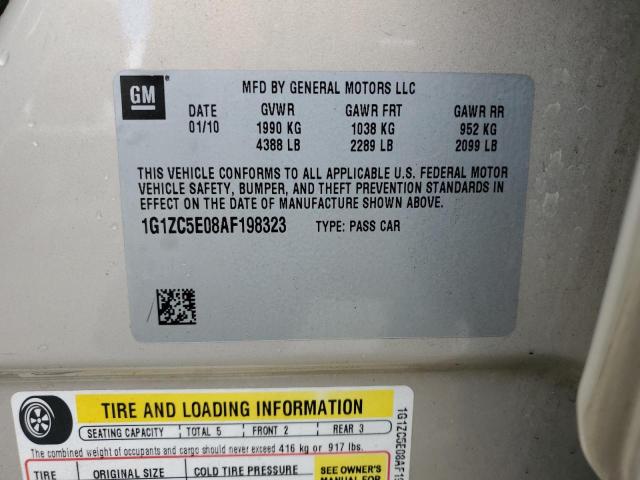 GM
MFD BY GENERAL MOTORS LLC
DATE GVWR GAWR FRT GAWR RR
01/10 1990 KG 1038 KG 952 KG
4388 LB 2289 LB 2099 LB
THIS VEHICLE CONFORMS TO ALL APPLICABLE U.S. FEDERAL MOTOR
VEHICLE SAFETY, BUMPER, AND THEFT PREVENTION STANDARDS IN
EFFECT ON THE DATE OF MANUFACTURE SHOWN ABOVE.
1G1ZC5E08AF198323 TYPE: PASS CAR
TIRE AND LOADING INFORMATION
SEATING CAPACITY TOTAL 5 FRONT 2 REAR 3
The combined weight of occupants and cargo should never exceed 416 kg or 917 lbs.
TIRE ORIGINAL SIZE COLD TIRE PRESSURE
SEE OWNER'S
MANUAL FOR
1G1ZC5E08AF19